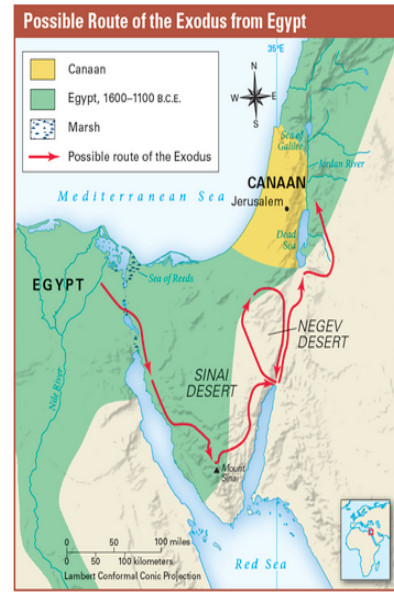 Possible Route of the Exodus from Egypt
Canaan
Egypt, 1600–1100 B.C.E.
Marsh
Possible route of the Exodus
35°E
N
W
E
S
Sea of
Galilee
Jordan River
CANAAN
Mediterranean Sea
Jerusalem
Dead
Sea
Sea of Reeds
EGYPT
NEGEV
DESERT
SINAI
DESERT
Nile River
Mount
Sinai
0 50 100 miles
0 50 100 kilometers
Lambert Conformal Conic Projection
Red Sea